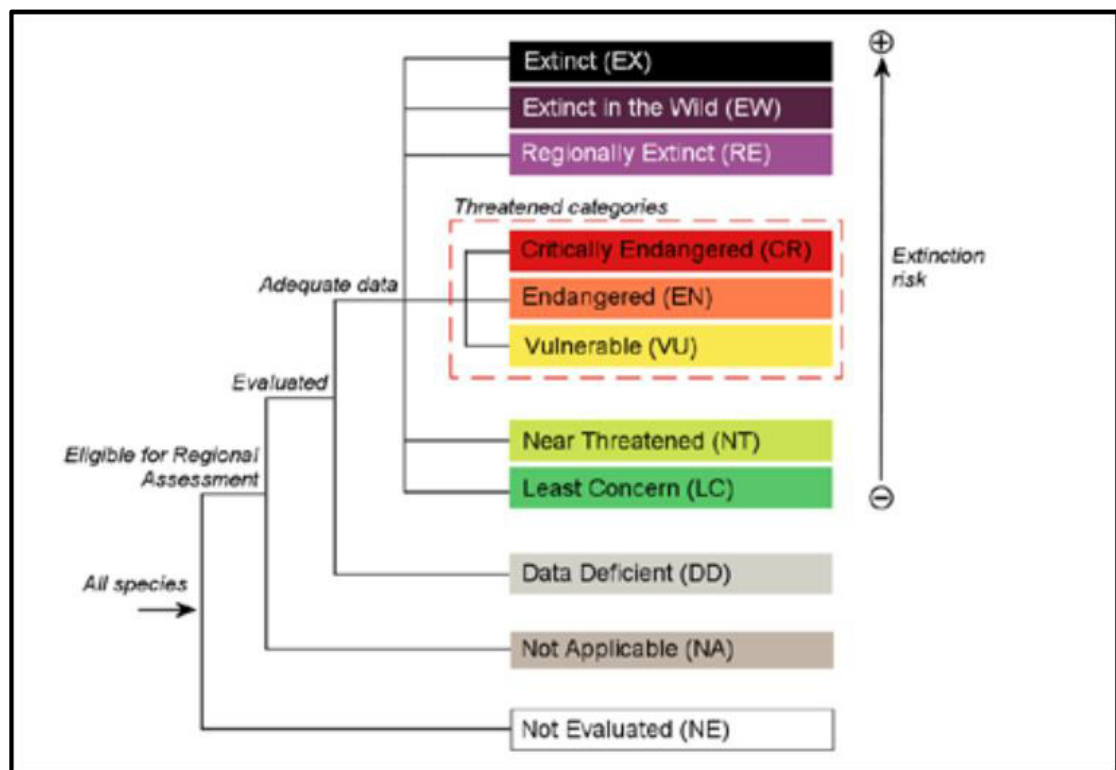 Extinct (EX)
Extinct in the Wild (EW)
Regionally Extinct (RE)
Threatened categories
Critically Endangered (CR)
Extinction
risk
Adequate data
Endangered (EN)
Vulnerable (VU)
Evaluated
Near Threatened (NT)
Eligible for Regional
Assessment
Least Concern (LC)
All species
Data Deficient (DD)
Not Applicable (NA)
Not Evaluated (NE)